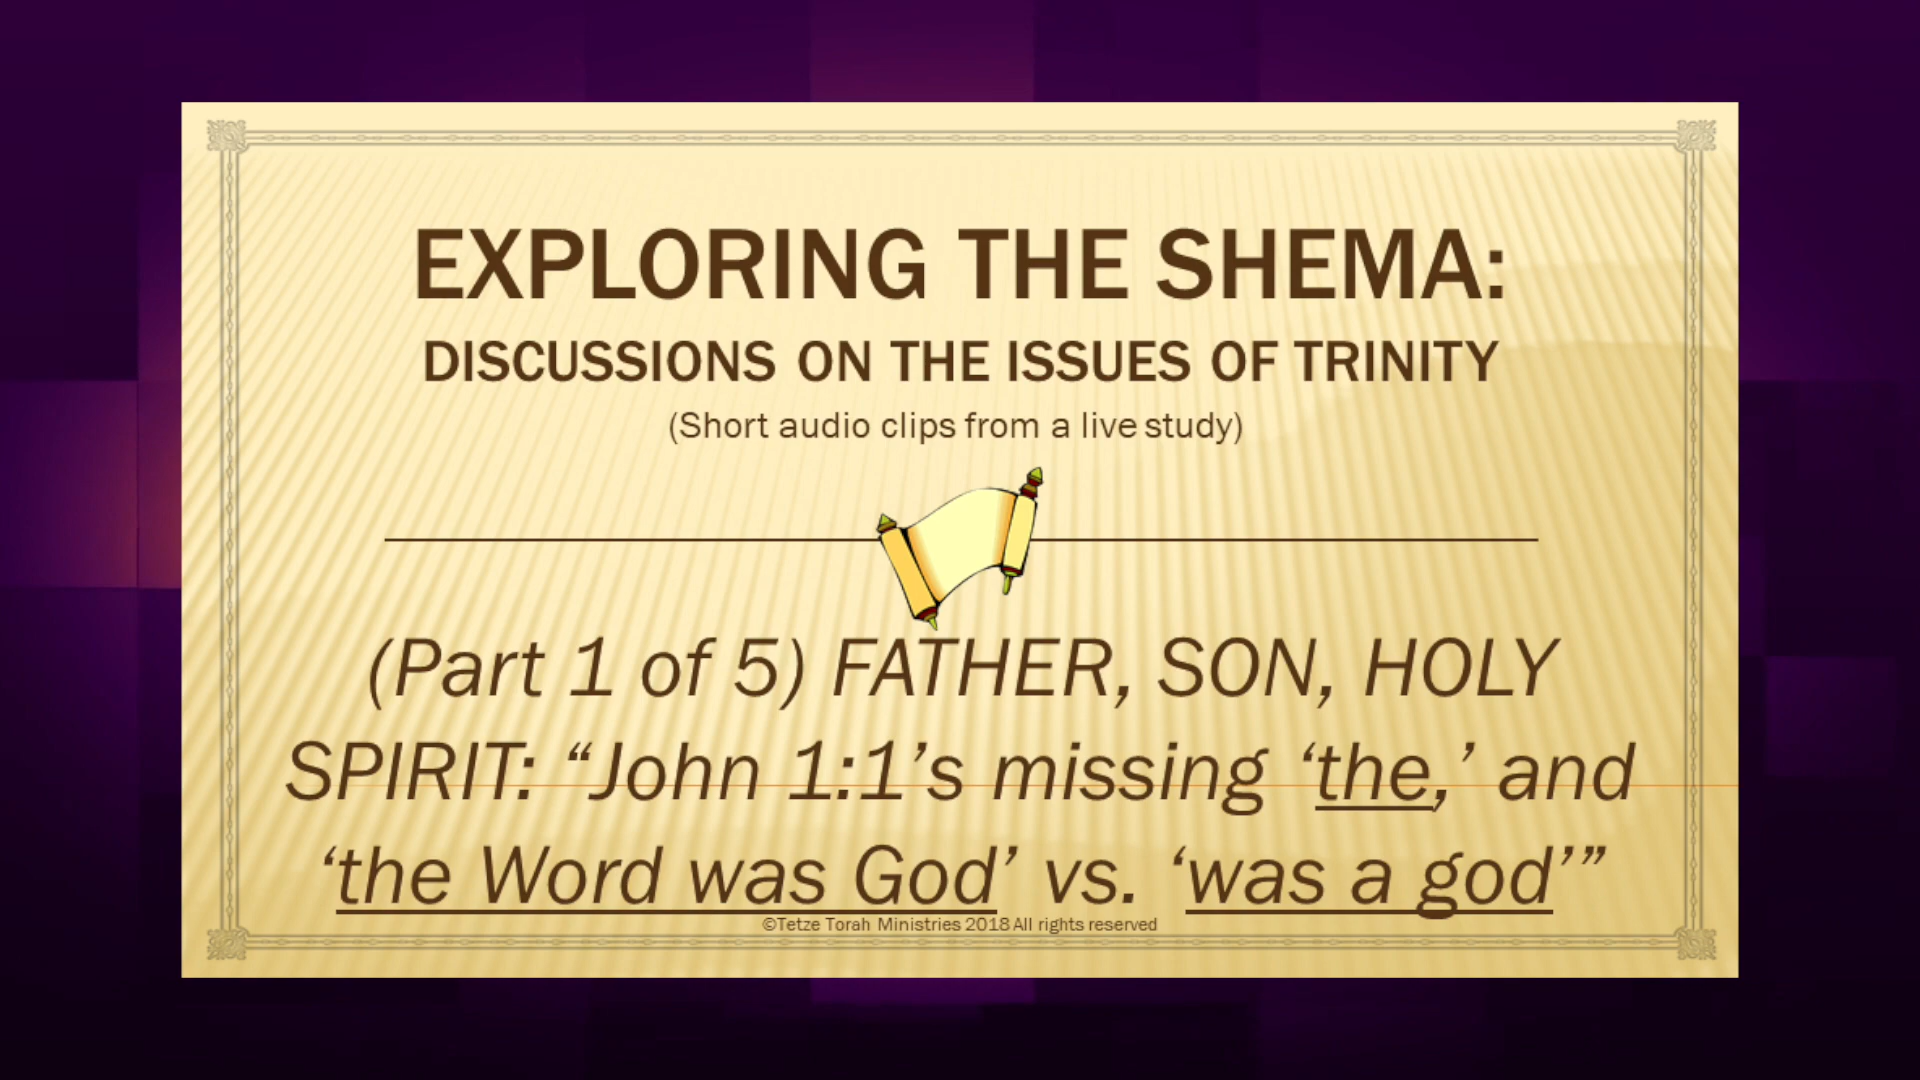 EXPLORING THE SHEMA:
DISCUSSIONS ON THE ISSUES OF TRINITY
(Short audio clips from a live study)
(Part 1 of 5) FATHER, SON, HOLY
SPIRIT: “John 1:1’s missing ‘the,’ and
‘the Word was God’ vs. ‘was a god’”
©Tetze Torah Ministries 2018 All rights reserved